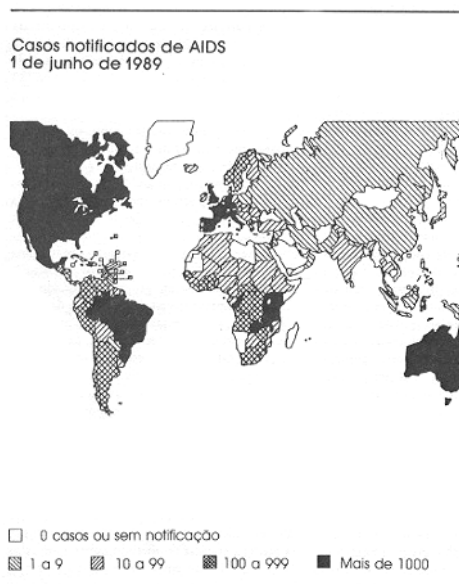 Casos notificados de AIDS
1 de junho de 1989
0 casos ou sem notificação
1 a 9 10 a 99 100 a 999 Mais de 1000